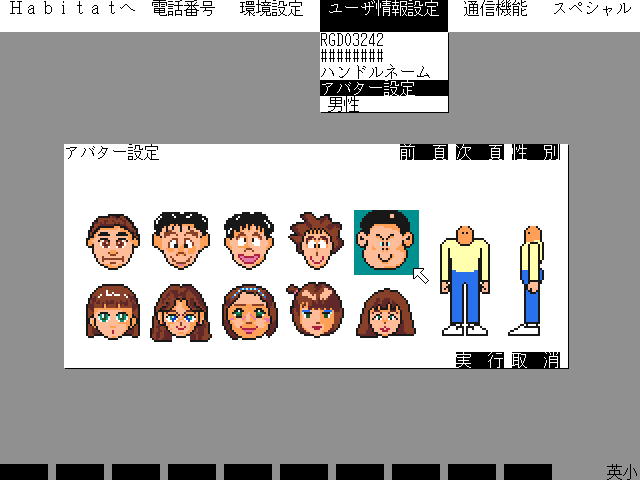 Ｈａｂｉｔａｔへ 電話番号 環境設定 ユーザ情報設定 通信機能 スペシャル
RGD03242
########
ハンドルネーム
アバター設定
男性
アバター設定 前 頁 次 頁 性 別
実 行 取 消
英小